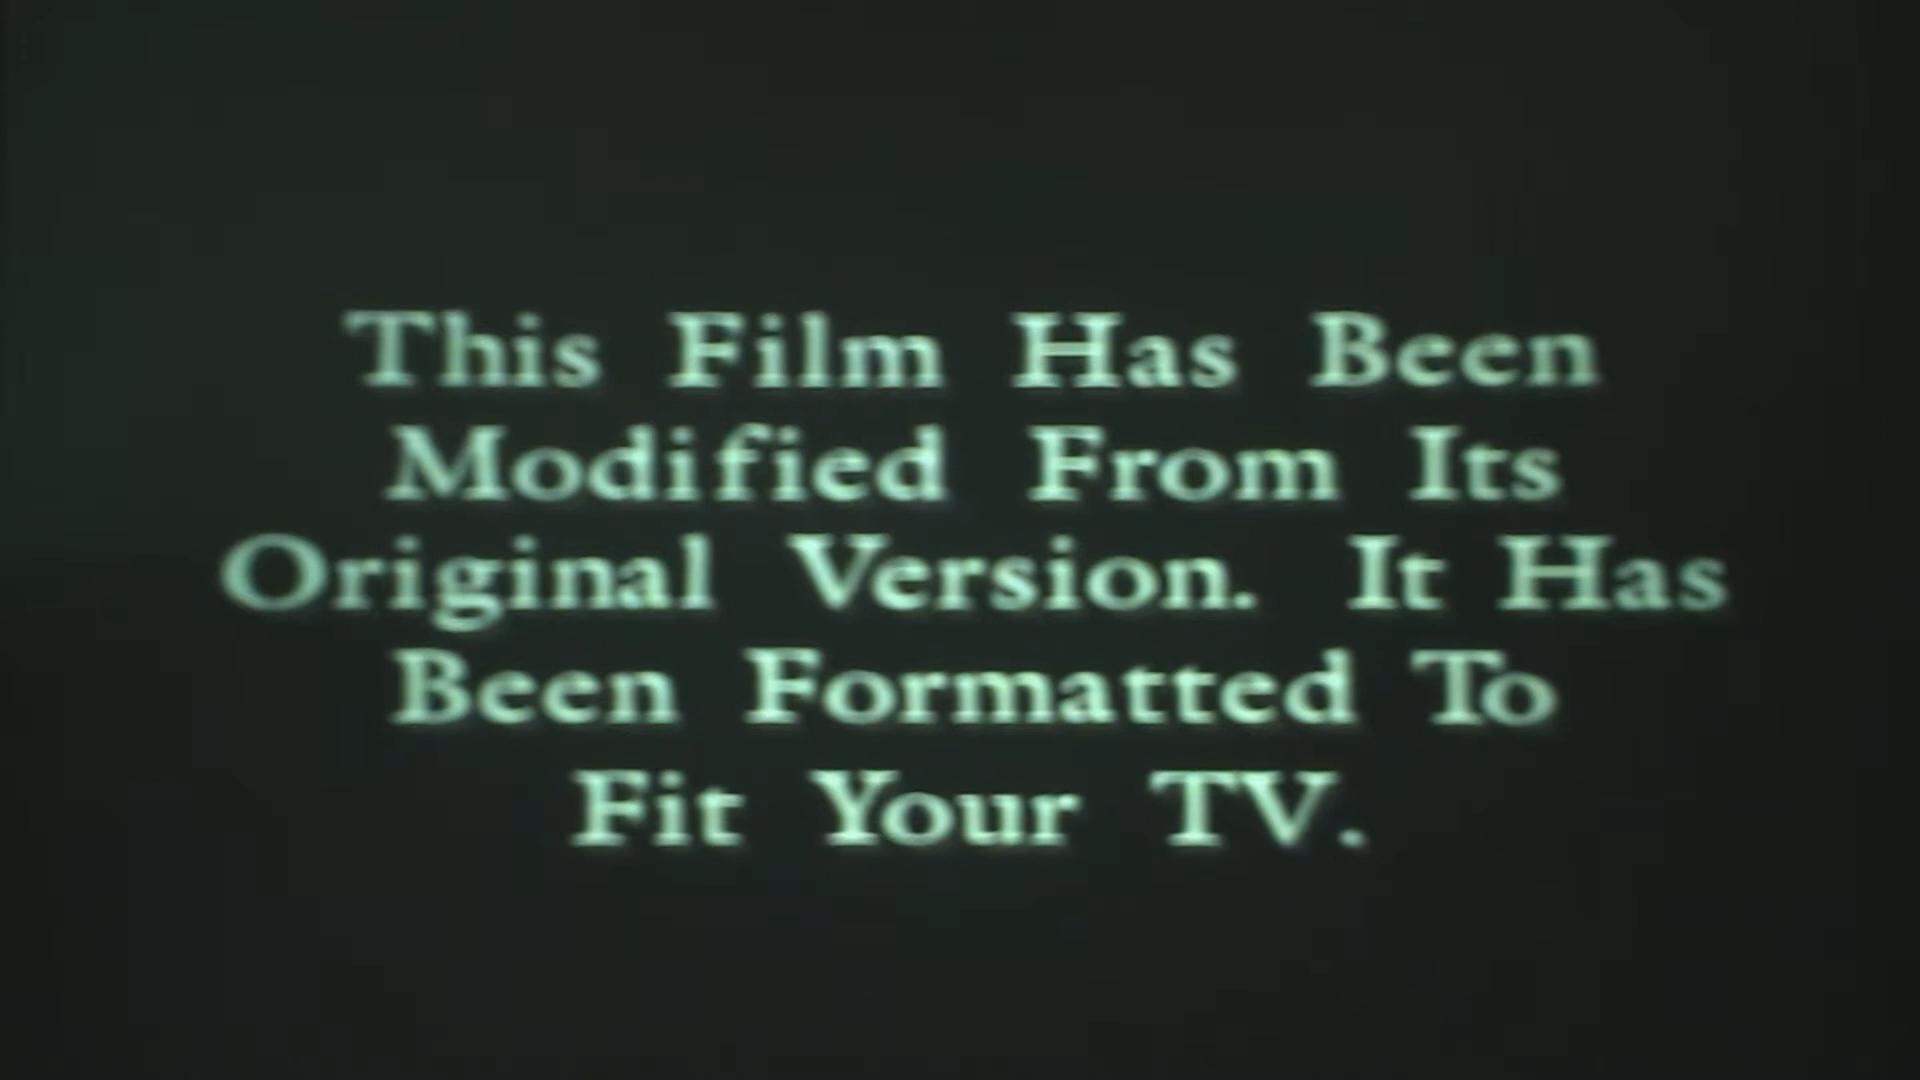 This Film Has Been
Modified From Its
Original Version. It Has
Been Formatted To
Fit Your TV.